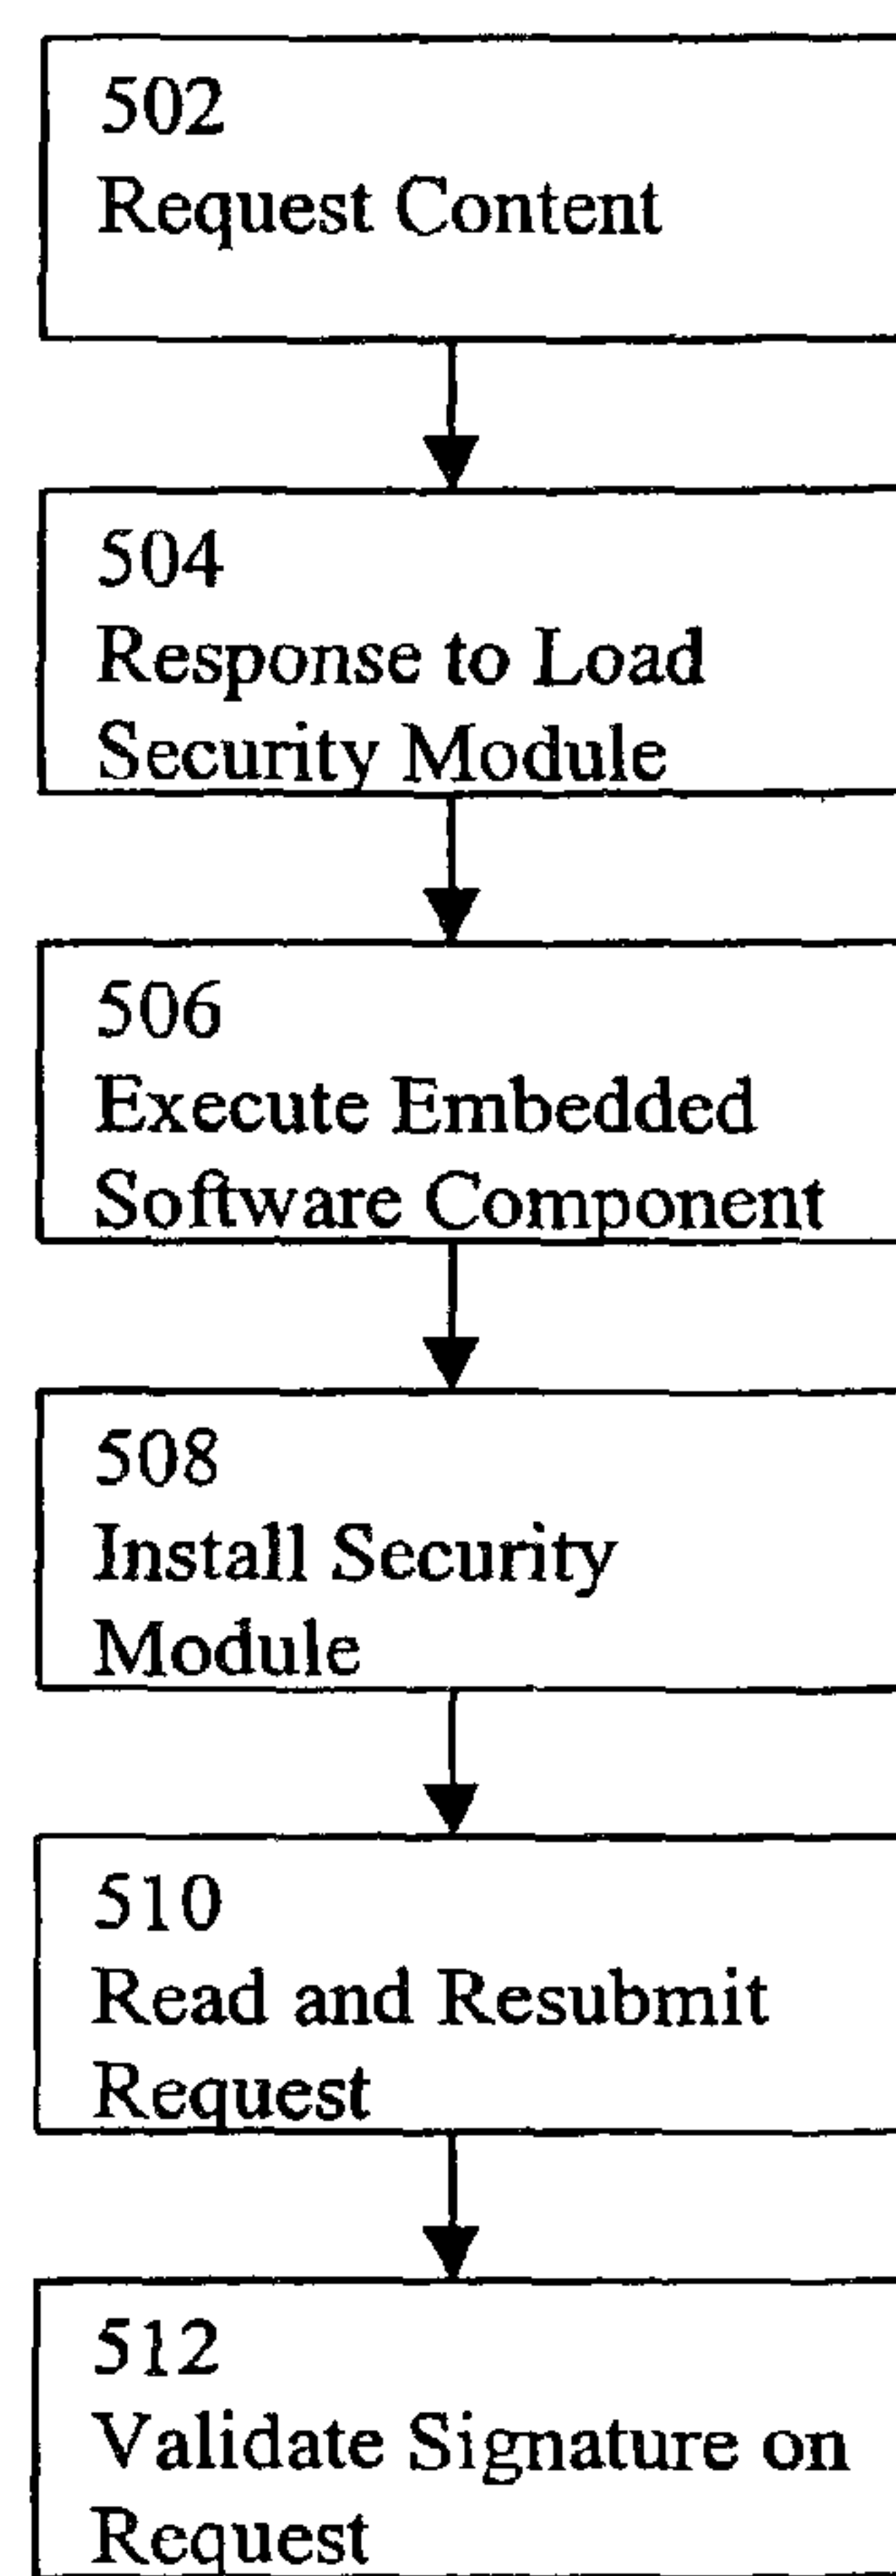 502
Request Content
504
Response to Load
Security Module
506
Execute Embedded
Software Component
508
Install Security
Module
510
Read and Resubmit
Request
512
Validate Signature on
Request